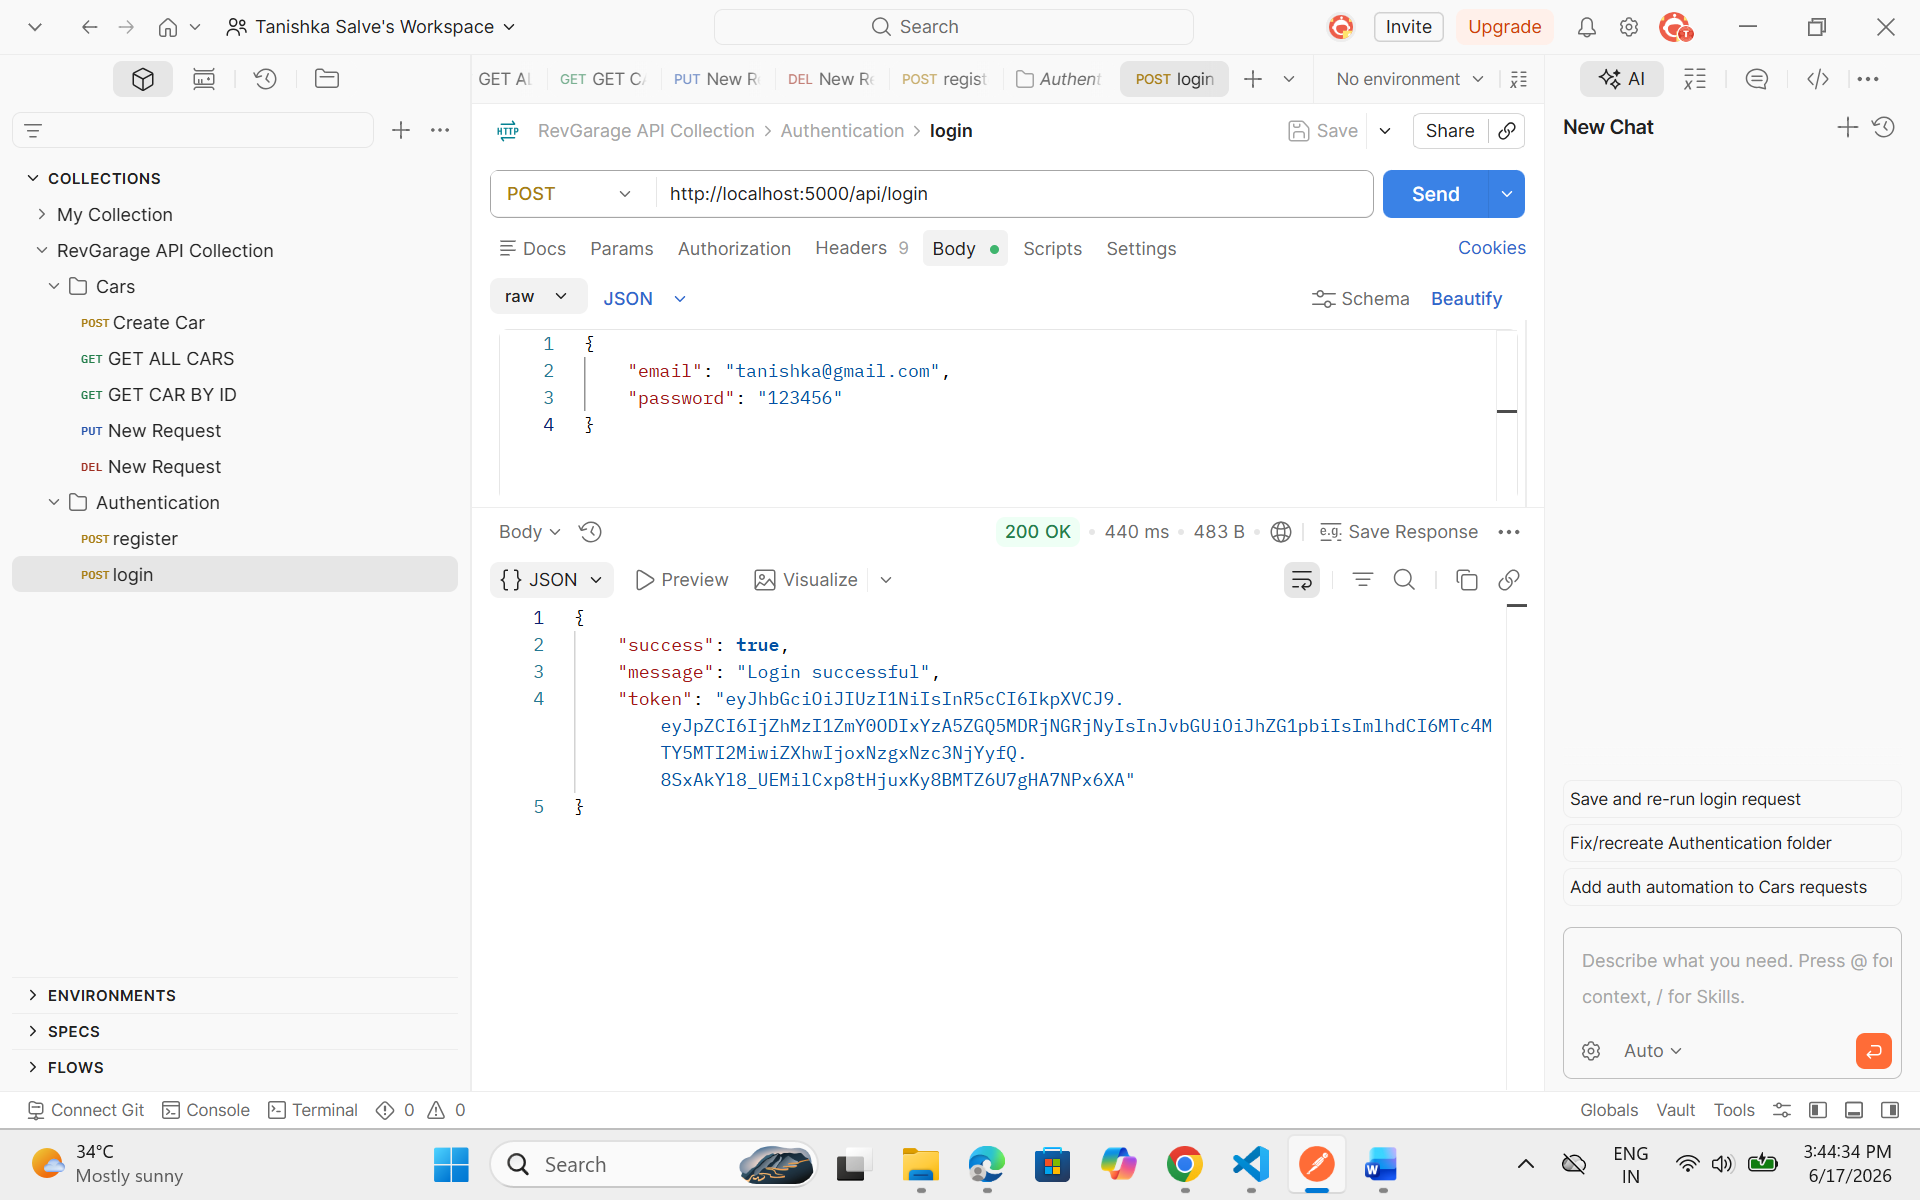 Tanishka Salve's Workspace
Search
Invite
Upgrade
GET
GET GET
PUT New
DEL New
POST regist
Authent
POST login
No environment
AI
RevGarage API Collection > Authentication > login
Save
Share
New Chat
COLLECTIONS
My Collection
RevGarage API Collection
Cars
POST Create Car
GET GET ALL CARS
GET GET CAR BY ID
PUT New Request
DEL New Request
Authentication
POST register
POST login
ENVIRONMENTS
SPECS
FLOWS
HTTP
POST
http://localhost:5000/api/login
Send
Docs Params Authorization Headers 9 Body Scripts Settings
Cookies
raw
JSON
Schema
Beautify
1 {
2 "email": "tanishka@gmail.com",
3 "password": "123456"
4 }
Body
200 OK • 440 ms • 483 B
e.g. Save Response
{ } JSON
Preview
Visualize
1 {
2 "success": true,
3 "message": "Login successful",
4 "token": "eyJhbGciOiJIUzI1NiIsInR5cCI6IkpXVCJ9.
eyJpZCI6IjZhMzI1ZmY0ODIxYzA5ZGQ5MDRjNGRjNyIsInJvbGUiOiJhZG1pbiIsImlhdCI6MTc4M
TY5MTI2MiwiZXhwIjoxNzgxNzc3NjYyfQ.
8SxAkYl8_UEMilCxp8tHjuxKy8BMTZ6U7gHA7NPx6XA"
5 }
Save and re-run login request
Fix/recreate Authentication folder
Add auth automation to Cars requests
Describe what you need. Press @ for
context, / for Skills.
Auto
Connect Git
Console
Terminal
0
0
Globals
Vault
Tools
34°C
Mostly sunny
Search
ENG
IN
3:44:34 PM
6/17/2026